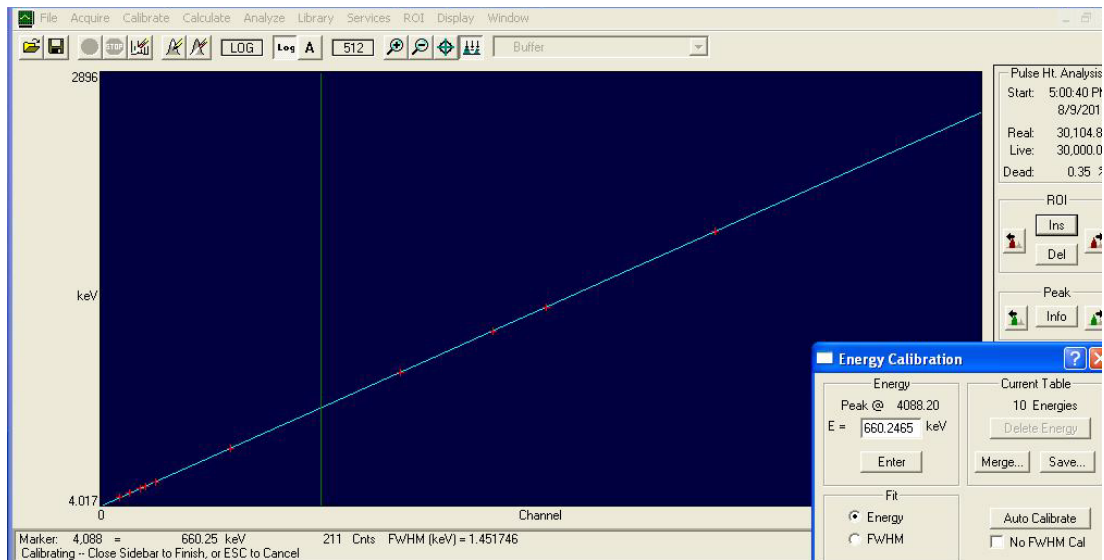 File Acquire Calibrate Calculate Analyze Library Services ROI Display Window
STOP LOG Log A 512 Buffer
2896
keV
4.017
0
Channel
Pulse Ht. Analysis
Start: 5:00:40 PM
8/9/201
Real: 30,104.8
Live: 30,000.0
Dead: 0.35 %
ROI
Ins
Del
Peak
Info
Energy Calibration
Energy
Peak @ 4088.20
E = 660.2465 keV
Enter
Fit
Energy
FWHM
Current Table
10 Energies
Delete Energy
Merge... Save...
Auto Calibrate
No FWHM Cal
Marker: 4,088 = 660.25 keV 211 Cnts FWHM (keV) = 1.451746
Calibrating -- Close Sidebar to Finish, or ESC to Cancel